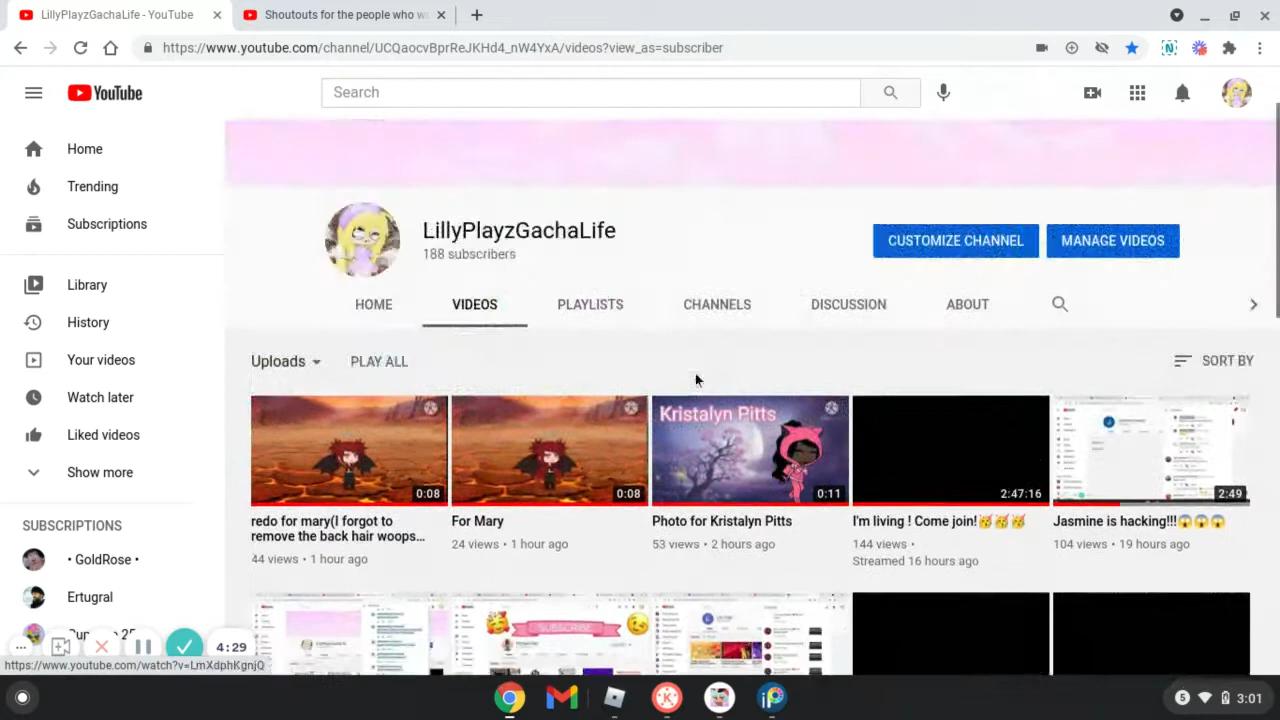 LillyPlayzGachaLife - YouTube
Shoutouts for the people who w
https://www.youtube.com/channel/UCQaocvBprReJKHd4_nW4YxA/videos?view_as=subscriber
YouTube
Search
Home
Trending
Subscriptions
Library
History
Your videos
Watch later
Liked videos
Show more
SUBSCRIPTIONS
• GoldRose •
Ertugral
LillyPlayzGachaLife
188 subscribers
CUSTOMIZE CHANNEL
MANAGE VIDEOS
HOME
VIDEOS
PLAYLISTS
CHANNELS
DISCUSSION
ABOUT
Uploads
PLAY ALL
SORT BY
0:08
0:08
Kristalyn Pitts
0:11
2:47:16
2:49
redo for mary(I forgot to
remove the back hair woops...
44 views • 1 hour ago
For Mary
24 views • 1 hour ago
Photo for Kristalyn Pitts
53 views • 2 hours ago
I'm living ! Come join!🥳🥳🥳
144 views •
Streamed 16 hours ago
Jasmine is hacking!!!😱😱😱
104 views • 19 hours ago
SUBSCRIBE
4:29
https://www.youtube.com/watch?v=LmXdphKgnjQ
5
3:01